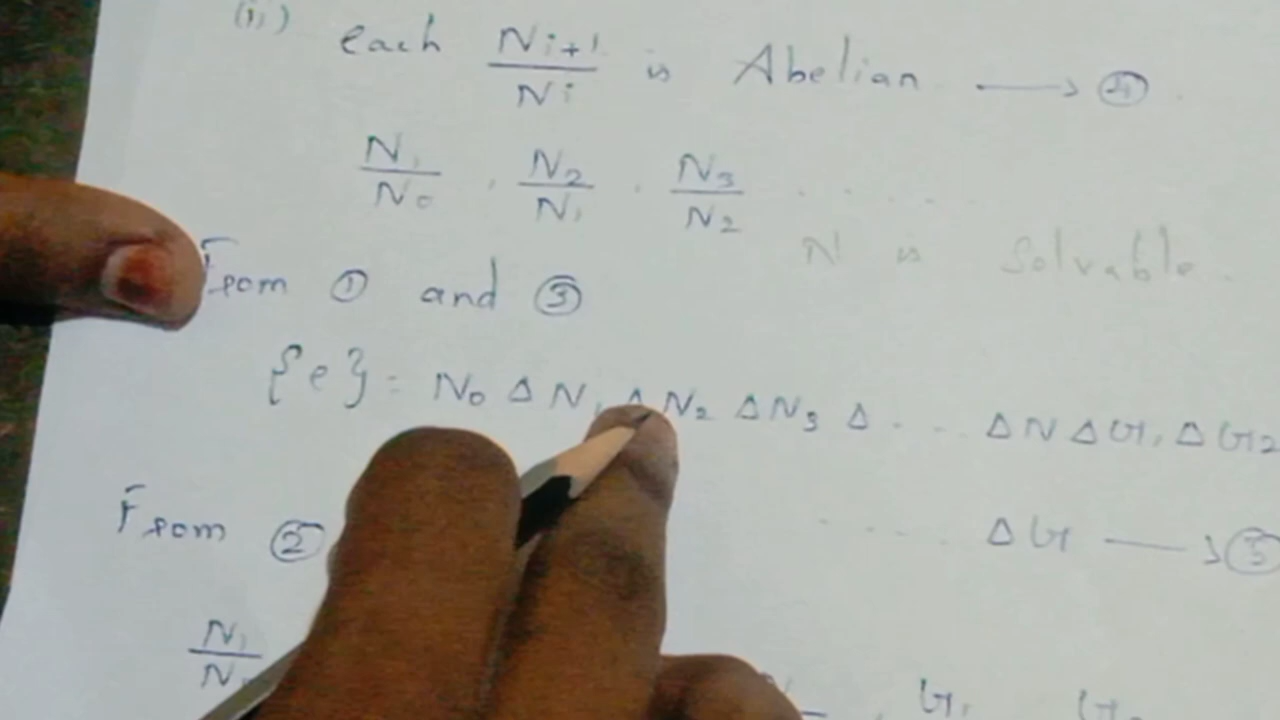 (ii) each Ni+1 / Ni is Abelian → ④
N1 / N0 , N2 / N1 , N3 / N2 . . . . .
N is Solvable.
From ① and ③
{e} = N0 Δ N1 Δ N2 Δ N3 Δ . . . Δ N Δ G1 Δ G2
. . . . Δ G → ⑤
From ②
N1
G1